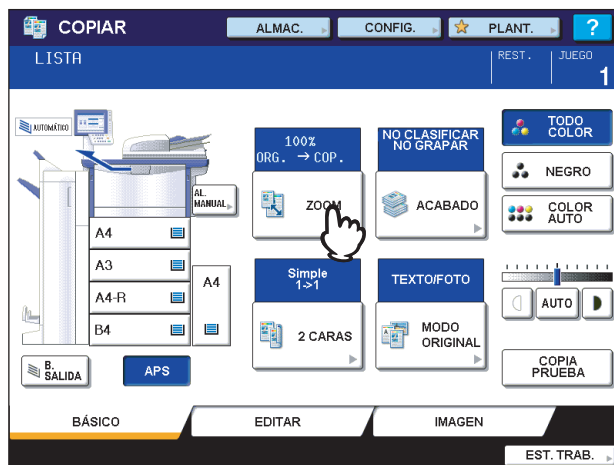 COPIAR
ALMAC.
CONFIG.
PLANT.
?
LISTA
REST.
JUEGO
1
AUTOMÁTICO
AL.
MANUAL
A4
A3
A4-R
B4
A4
B.
SALIDA
APS
100%
ORG. → COP.
ZOOM
NO CLASIFICAR
NO GRAPAR
ACABADO
Simple
1->1
2 CARAS
TEXTO/FOTO
MODO
ORIGINAL
TODO
COLOR
NEGRO
COLOR
AUTO
AUTO
COPIA
PRUEBA
BÁSICO
EDITAR
IMAGEN
EST. TRAB.